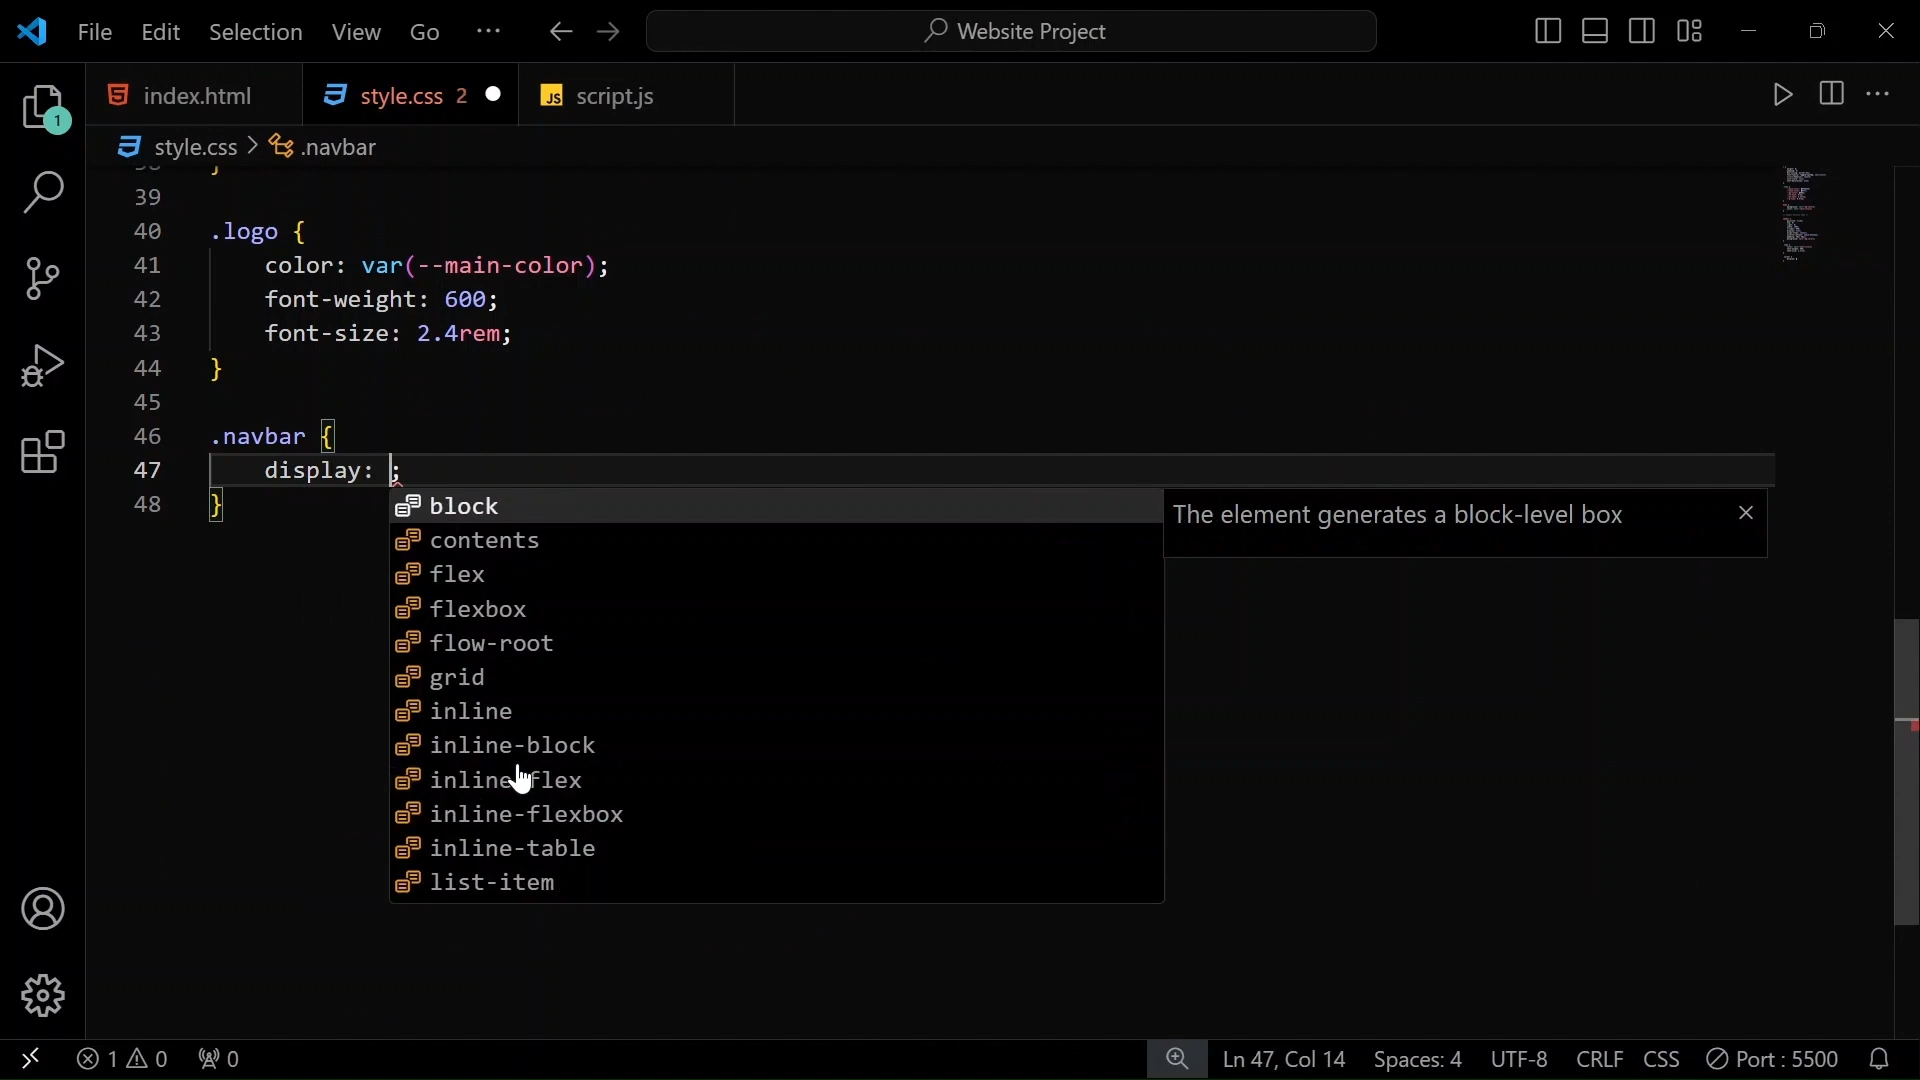 File Edit Selection View Go ··· Website Project
index.html style.css 2 JS script.js
1
style.css > .navbar
38 }
39
40 .logo {
41 color: var(--main-color);
42 font-weight: 600;
43 font-size: 2.4rem;
44 }
45
46 .navbar {
47 display: ;
48 }
block The element generates a block-level box
contents
flex
flexbox
flow-root
grid
inline
inline-block
inline-flex
inline-flexbox
inline-table
list-item
1 0 0 Ln 47, Col 14 Spaces: 4 UTF-8 CRLF CSS Port : 5500